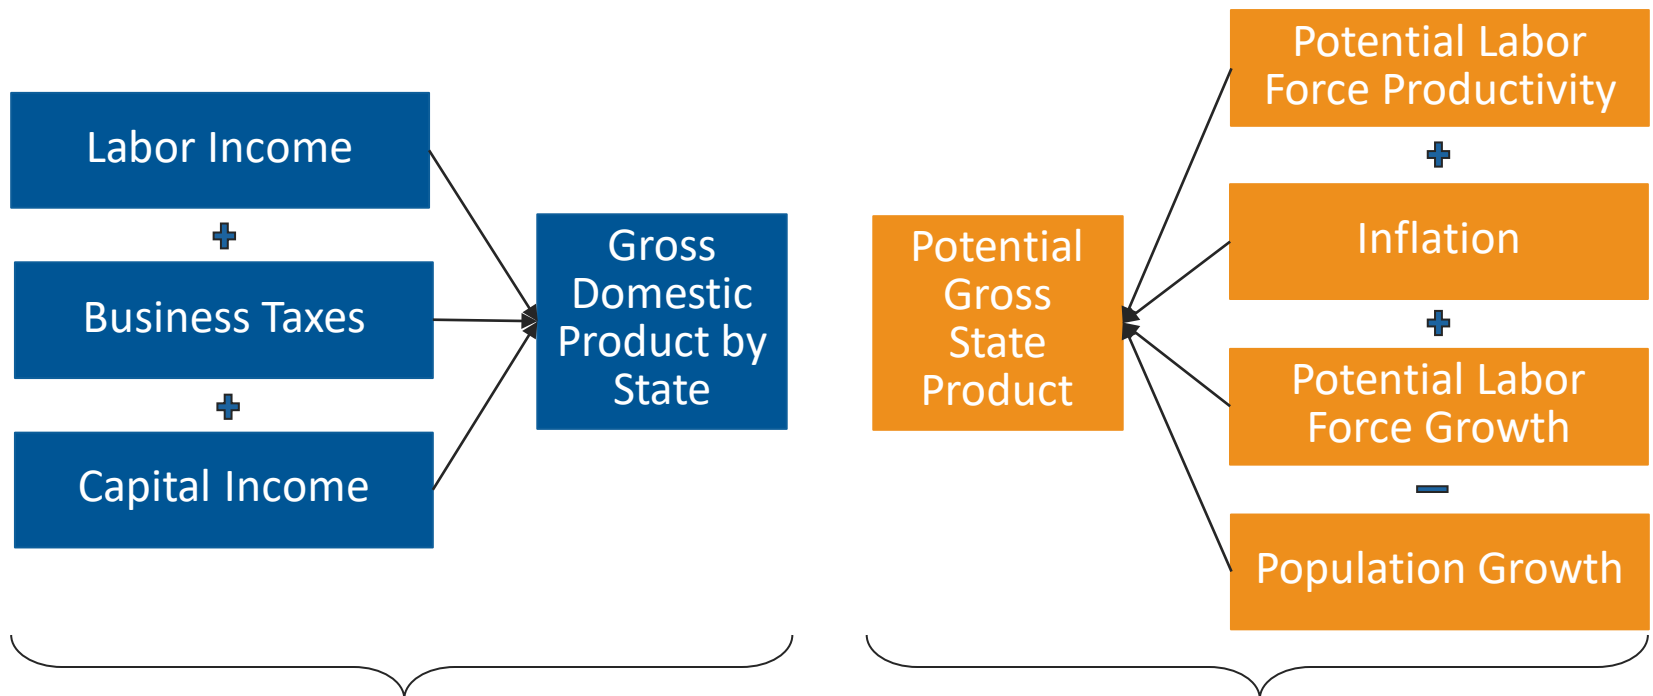 Labor Income
Business Taxes
Capital Income
Gross
Domestic
Product by
State
Potential
Gross
State
Product
Potential Labor
Force Productivity
Inflation
Potential Labor
Force Growth
Population Growth